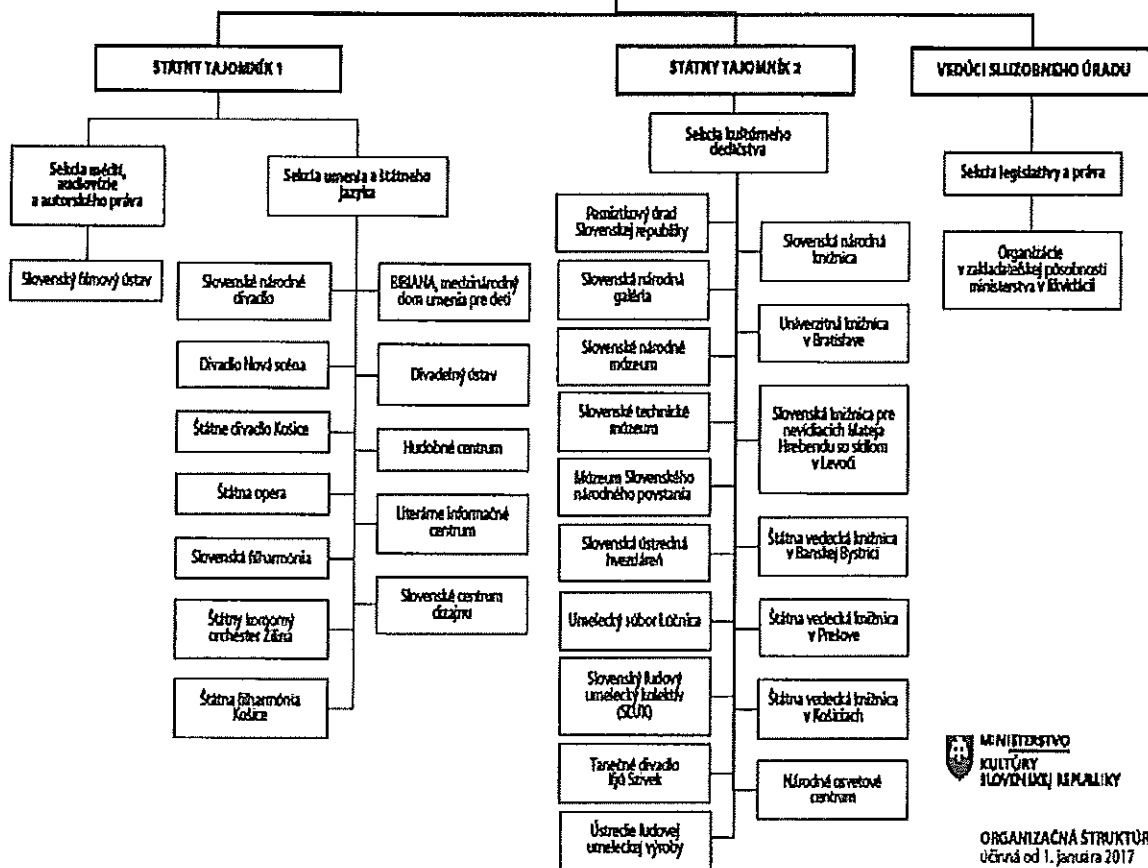 ŠTÁTNY TAJOMNÍK 1
Sekcia médií,
audiovízie
a autorského práva
Slovenský filmový ústav
Sekcia umenia a štátneho
jazyka
Slovenské národné
divadlo
Divadlo Nová scéna
Štátne divadlo Košice
Štátna opera
Slovenská filharmónia
Štátny komorný
orchester Žilina
Štátna filharmónia
Košice
BIBIANA, medzinárodný
dom umenia pre deti
Divadelný ústav
Hudobné centrum
Literárne informačné
centrum
Slovenské centrum
dizajnu
ŠTÁTNY TAJOMNÍK 2
Sekcia kultúrneho
dedičstva
Pamiatkový úrad
Slovenskej republiky
Slovenská národná
galéria
Slovenské národné
múzeum
Slovenské technické
múzeum
Múzeum Slovenského
národného povstania
Slovenská ústredná
hvezdáreň
Umelecký súbor Lúčnica
Slovenský ľudový
umelecký kolektív
(SĽUK)
Tanečné divadlo
Ifjú Szivek
Ústredie ľudovej
umeleckej výroby
Slovenská národná
knižnica
Univerzitná knižnica
v Bratislave
Slovenská knižnica pre
nevidiacich Mateja
Hrebendu so sídlom
v Levoči
Štátna vedecká knižnica
v Banskej Bystrici
Štátna vedecká knižnica
v Prešove
Štátna vedecká knižnica
v Košiciach
Národné osvetové
centrum
VEDÚCI SLUŽOBNÉHO ÚRADU
Sekcia legislatívy a práva
Organizácie
v zakladateľskej pôsobnosti
ministerstva v likvidácii
MINISTERSTVO
KULTÚRY
SLOVENSKEJ REPUBLIKY
ORGANIZAČNÁ ŠTRUKTÚR
účinná od 1. januára 2017